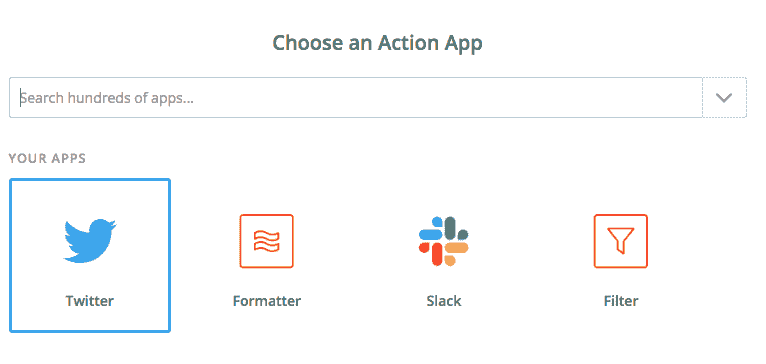 Choose an Action App
Search hundreds of apps...
YOUR APPS
Twitter
Formatter
Slack
Filter